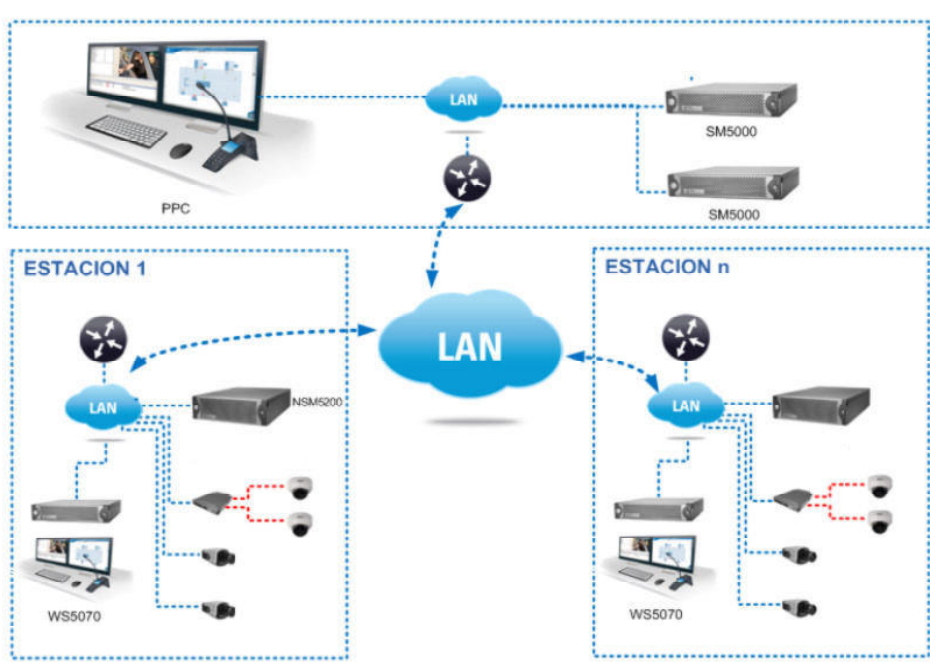 LAN
SM5000
PPC
SM5000
ESTACION 1
ESTACION n
LAN
LAN
NSM5200
LAN
WS5070
WS5070